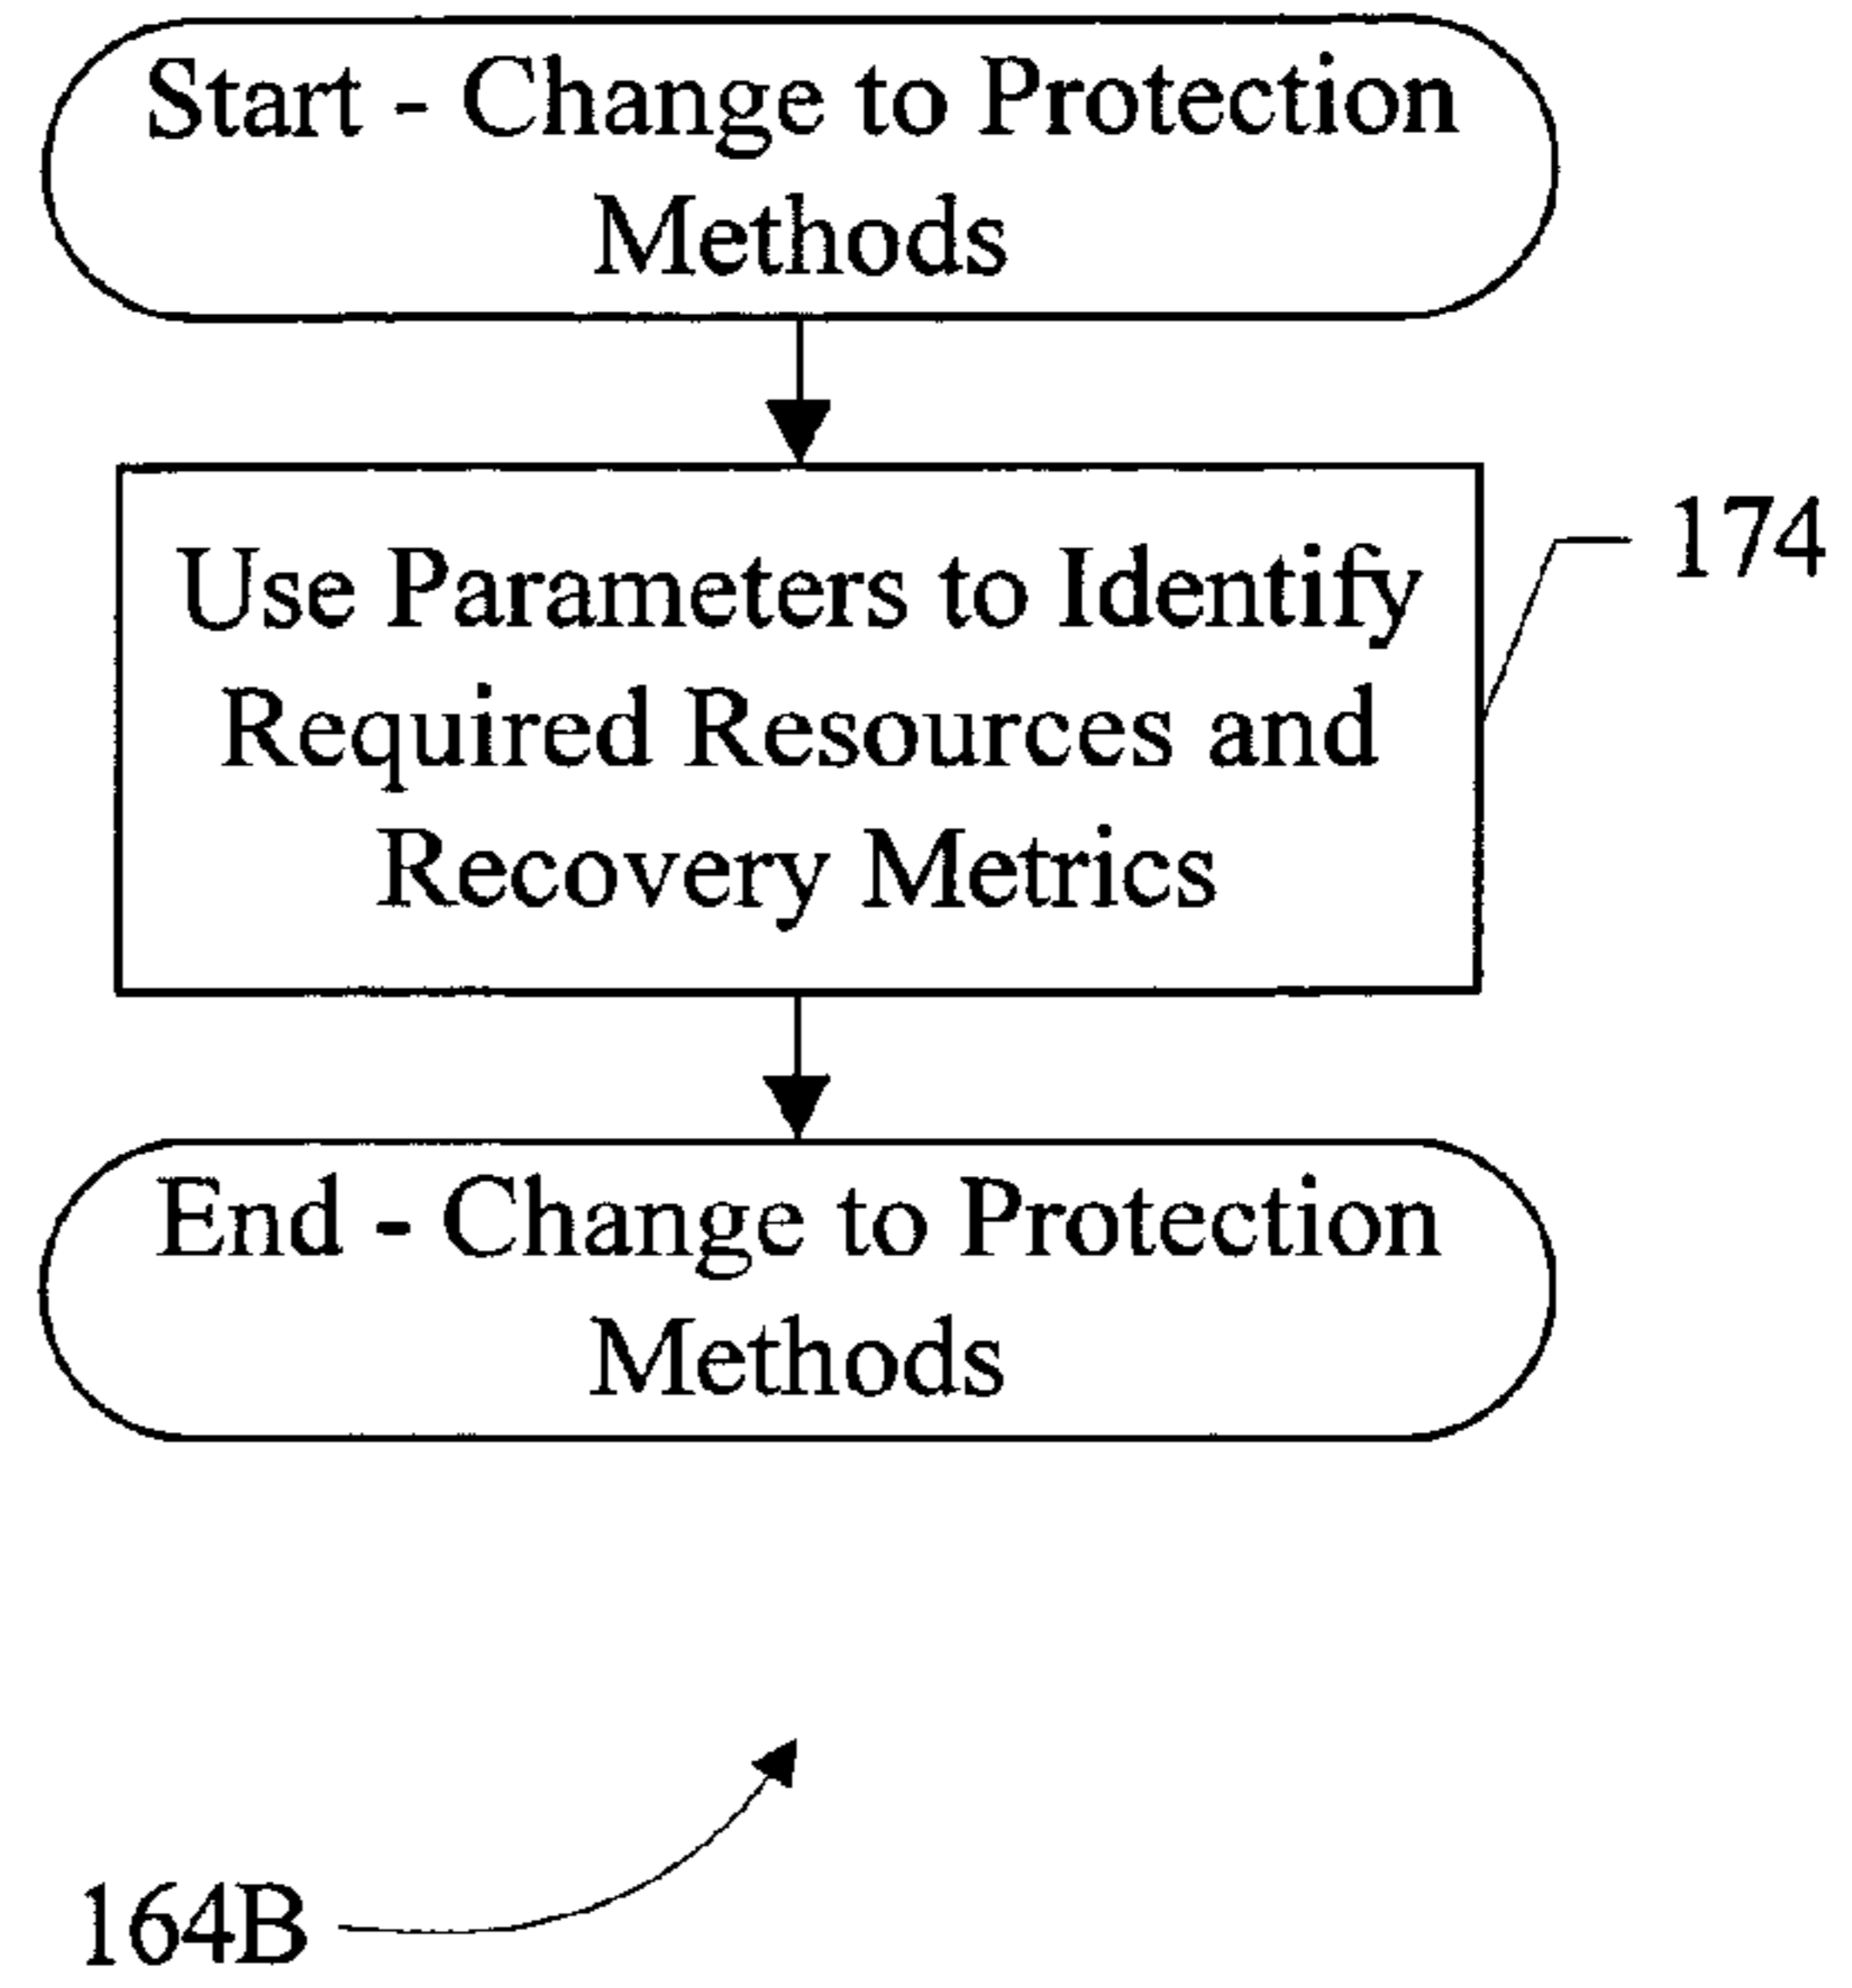 Start - Change to Protection
Methods
174
Use Parameters to Identify
Required Resources and
Recovery Metrics
End - Change to Protection
Methods
164B